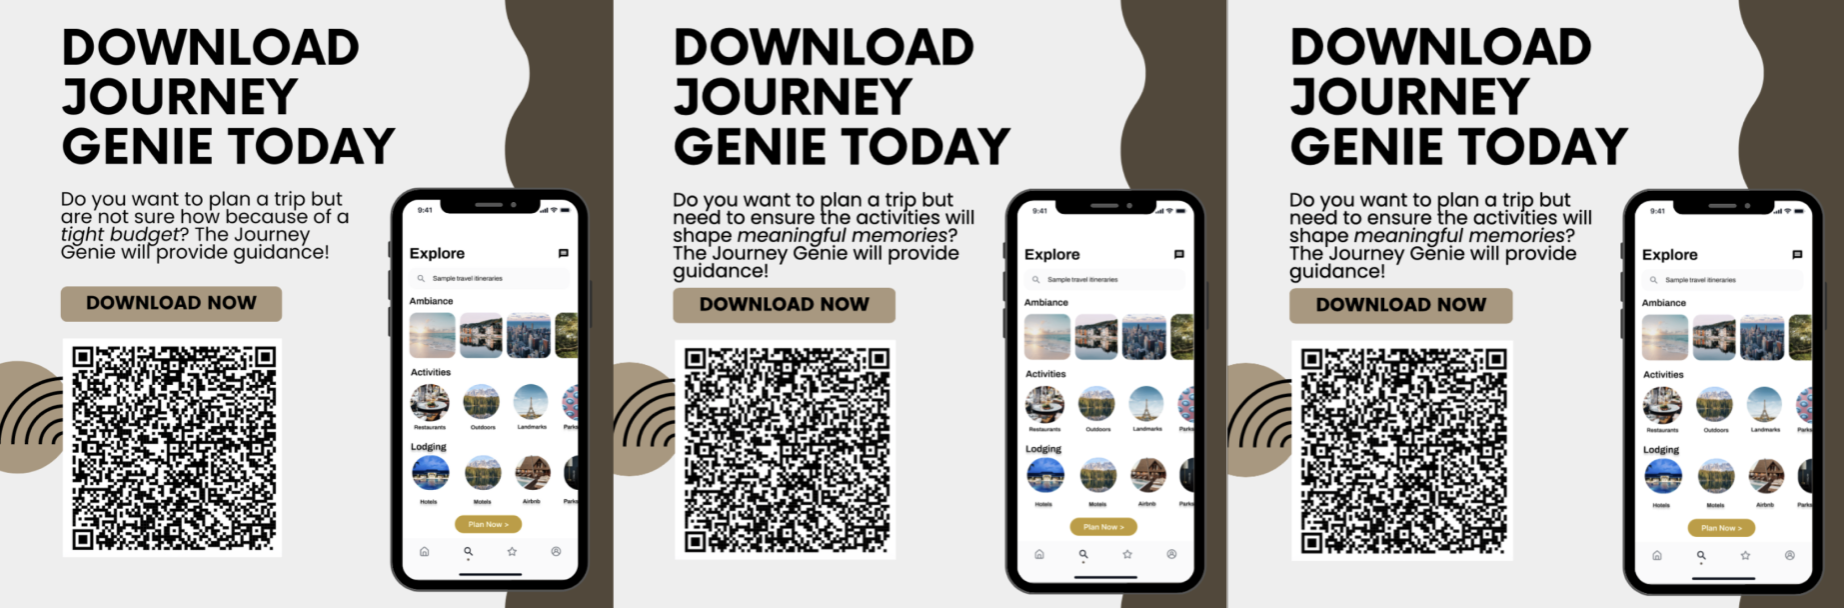 DOWNLOAD
JOURNEY
GENIE TODAY
Do you want to plan a trip but
are not sure how because of a
tight budget? The Journey
Genie will provide guidance!
DOWNLOAD NOW
9:41
Explore
Sample travel itineraries
Ambiance
Activities
Restaurants
Outdoors
Landmarks
Parks
Lodging
Hotels
Motels
Airbnb
Parks
Plan Now >
DOWNLOAD
JOURNEY
GENIE TODAY
Do you want to plan a trip but
need to ensure the activities will
shape meaningful memories?
The Journey Genie will provide
guidance!
DOWNLOAD NOW
9:41
Explore
Sample travel itineraries
Ambiance
Activities
Restaurants
Outdoors
Landmarks
Parks
Lodging
Hotels
Motels
Airbnb
Parks
Plan Now >
DOWNLOAD
JOURNEY
GENIE TODAY
Do you want to plan a trip but
need to ensure the activities will
shape meaningful memories?
The Journey Genie will provide
guidance!
DOWNLOAD NOW
9:41
Explore
Sample travel itineraries
Ambiance
Activities
Restaurants
Outdoors
Landmarks
Parks
Lodging
Hotels
Motels
Airbnb
Parks
Plan Now >